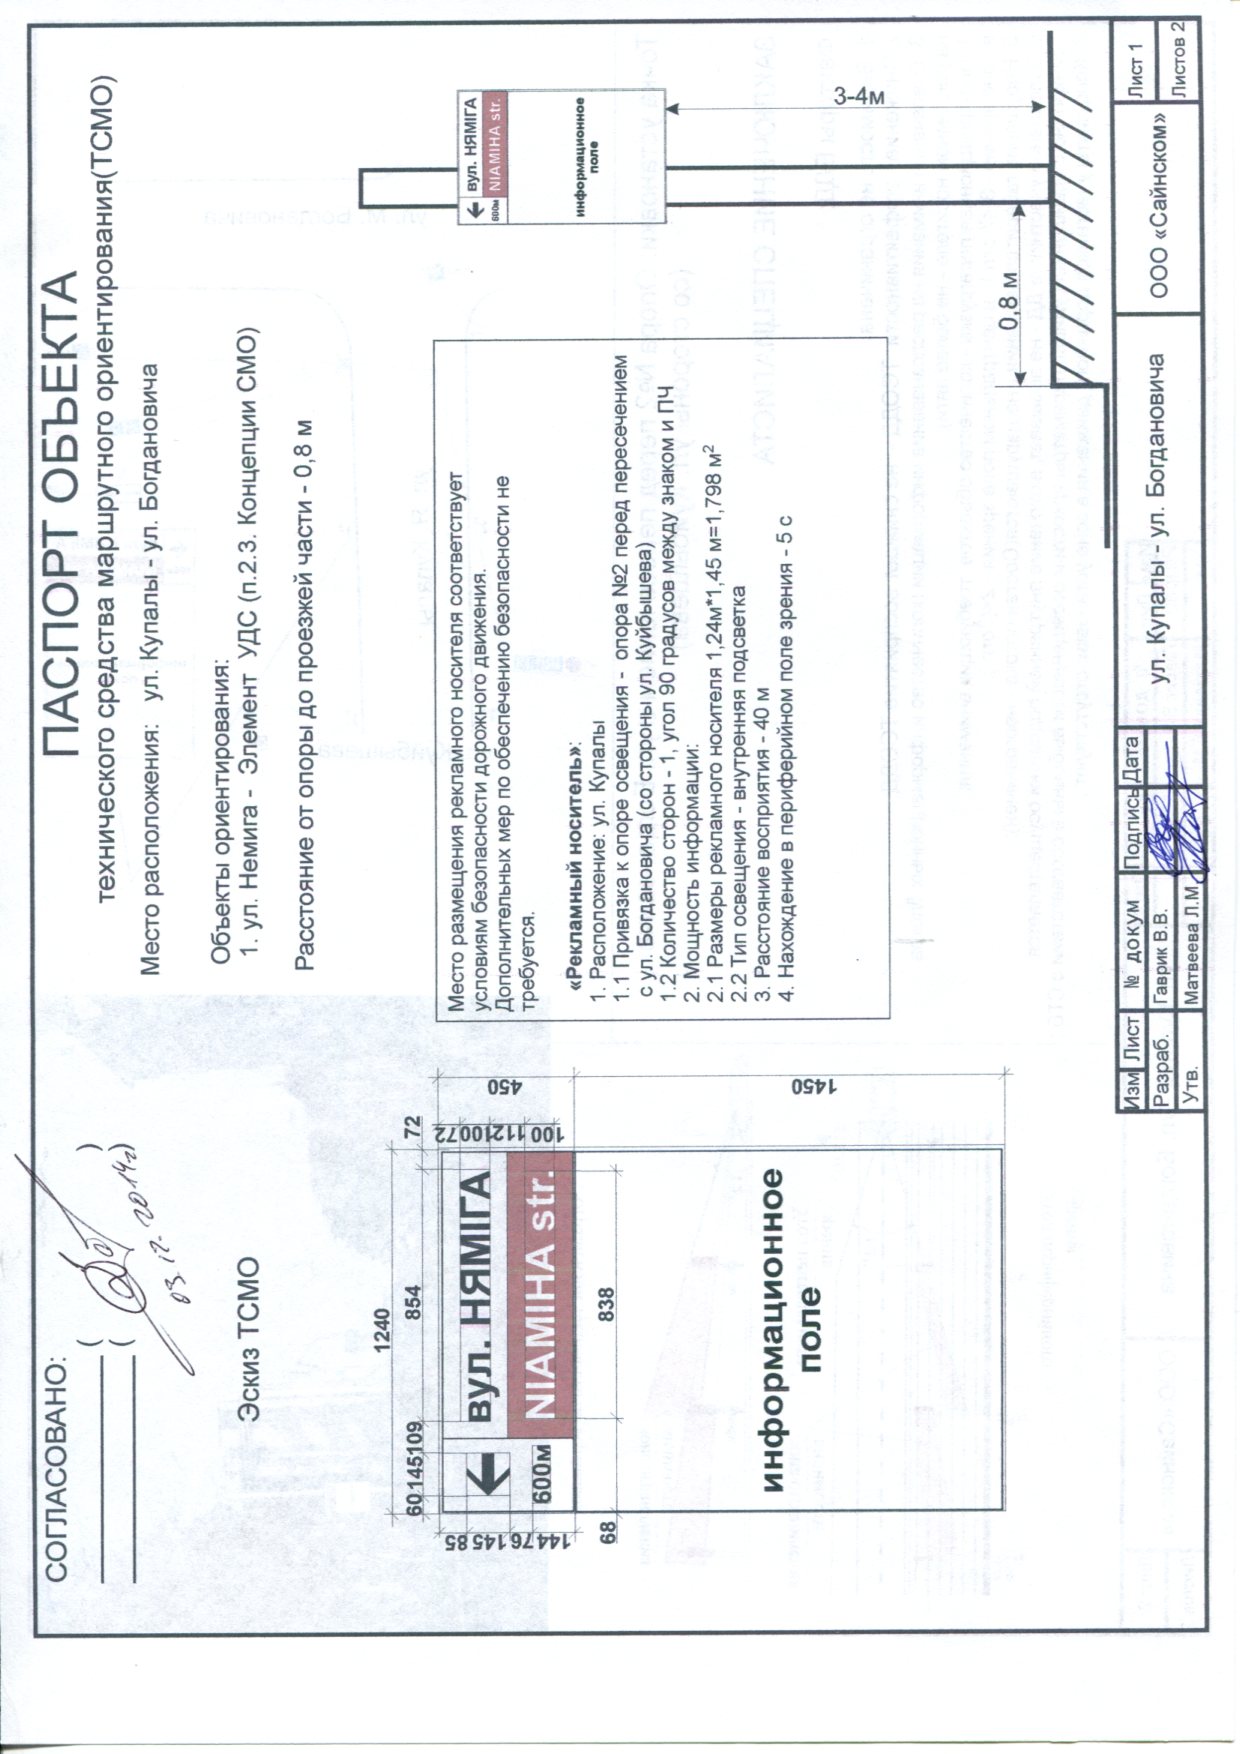 СОГЛАСОВАНО:
( )
( )
03.12.2014г
ПАСПОРТ ОБЪЕКТА
технического средства маршрутного ориентирования(ТСМО)
Место расположения: ул. Купалы - ул. Богдановича
Объекты ориентирования:
1. ул. Немига - Элемент УДС (п.2.3. Концепции СМО)
Расстояние от опоры до проезжей части - 0,8 м
Эскиз ТСМО
1240
60 145 109 854 72
85 145 76 144
72 100 112 100
450
1450
вул. НЯМІГА
NIAMIHA str.
600м
68 838
информационное
поле
Место размещения рекламного носителя соответствует
условиям безопасности дорожного движения.
Дополнительных мер по обеспечению безопасности не
требуется.
«Рекламный носитель»:
1. Расположение: ул. Купалы
1.1 Привязка к опоре освещения - опора №2 перед пересечением
с ул. Богдановича (со стороны ул. Куйбышева)
1.2 Количество сторон - 1, угол 90 градусов между знаком и ПЧ
2. Мощность информации:
2.1 Размеры рекламного носителя 1,24м*1,45 м=1,798 м²
2.2 Тип освещения - внутренняя подсветка
3. Расстояние восприятия - 40 м
4. Нахождение в периферийном поле зрения - 5 с
вул. НЯМІГА
NIAMIHA str.
600м
информационное
поле
3-4м
0,8 м
Изм Лист № докум Подпись Дата
Разраб. Гаврик В.В.
Утв. Матвеева Л.М.
ул. Купалы - ул. Богдановича
ООО «Сайнском»
Лист 1
Листов 2